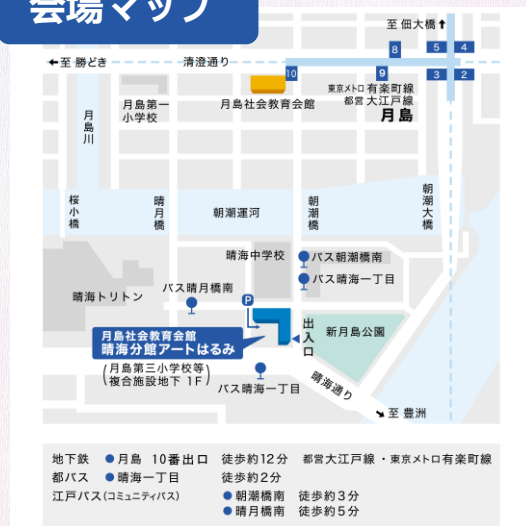 会場マップ
至 佃大橋↑
8
5
4
←至 勝どき
清澄通り
10
9
3
2
東京メトロ 有楽町線
都営 大江戸線
月島
月島第一
小学校
月島社会教育会館
月島川
桜小橋
晴月橋
朝潮運河
朝潮橋
朝潮大橋
晴海中学校
バス朝潮橋南
バス晴海一丁目
バス晴月橋南
晴海トリトン
P
出入口
新月島公園
月島社会教育会館
晴海分館アートはるみ
(月島第三小学校等
複合施設地下 1F)
バス晴海一丁目
晴海通り
↘至 豊洲
地下鉄 ●月島 10番出口 徒歩約12分 都営大江戸線・東京メトロ有楽町線
都バス ●晴海一丁目 徒歩約2分
江戸バス(コミュニティバス) ●朝潮橋南 徒歩約3分
●晴月橋南 徒歩約5分